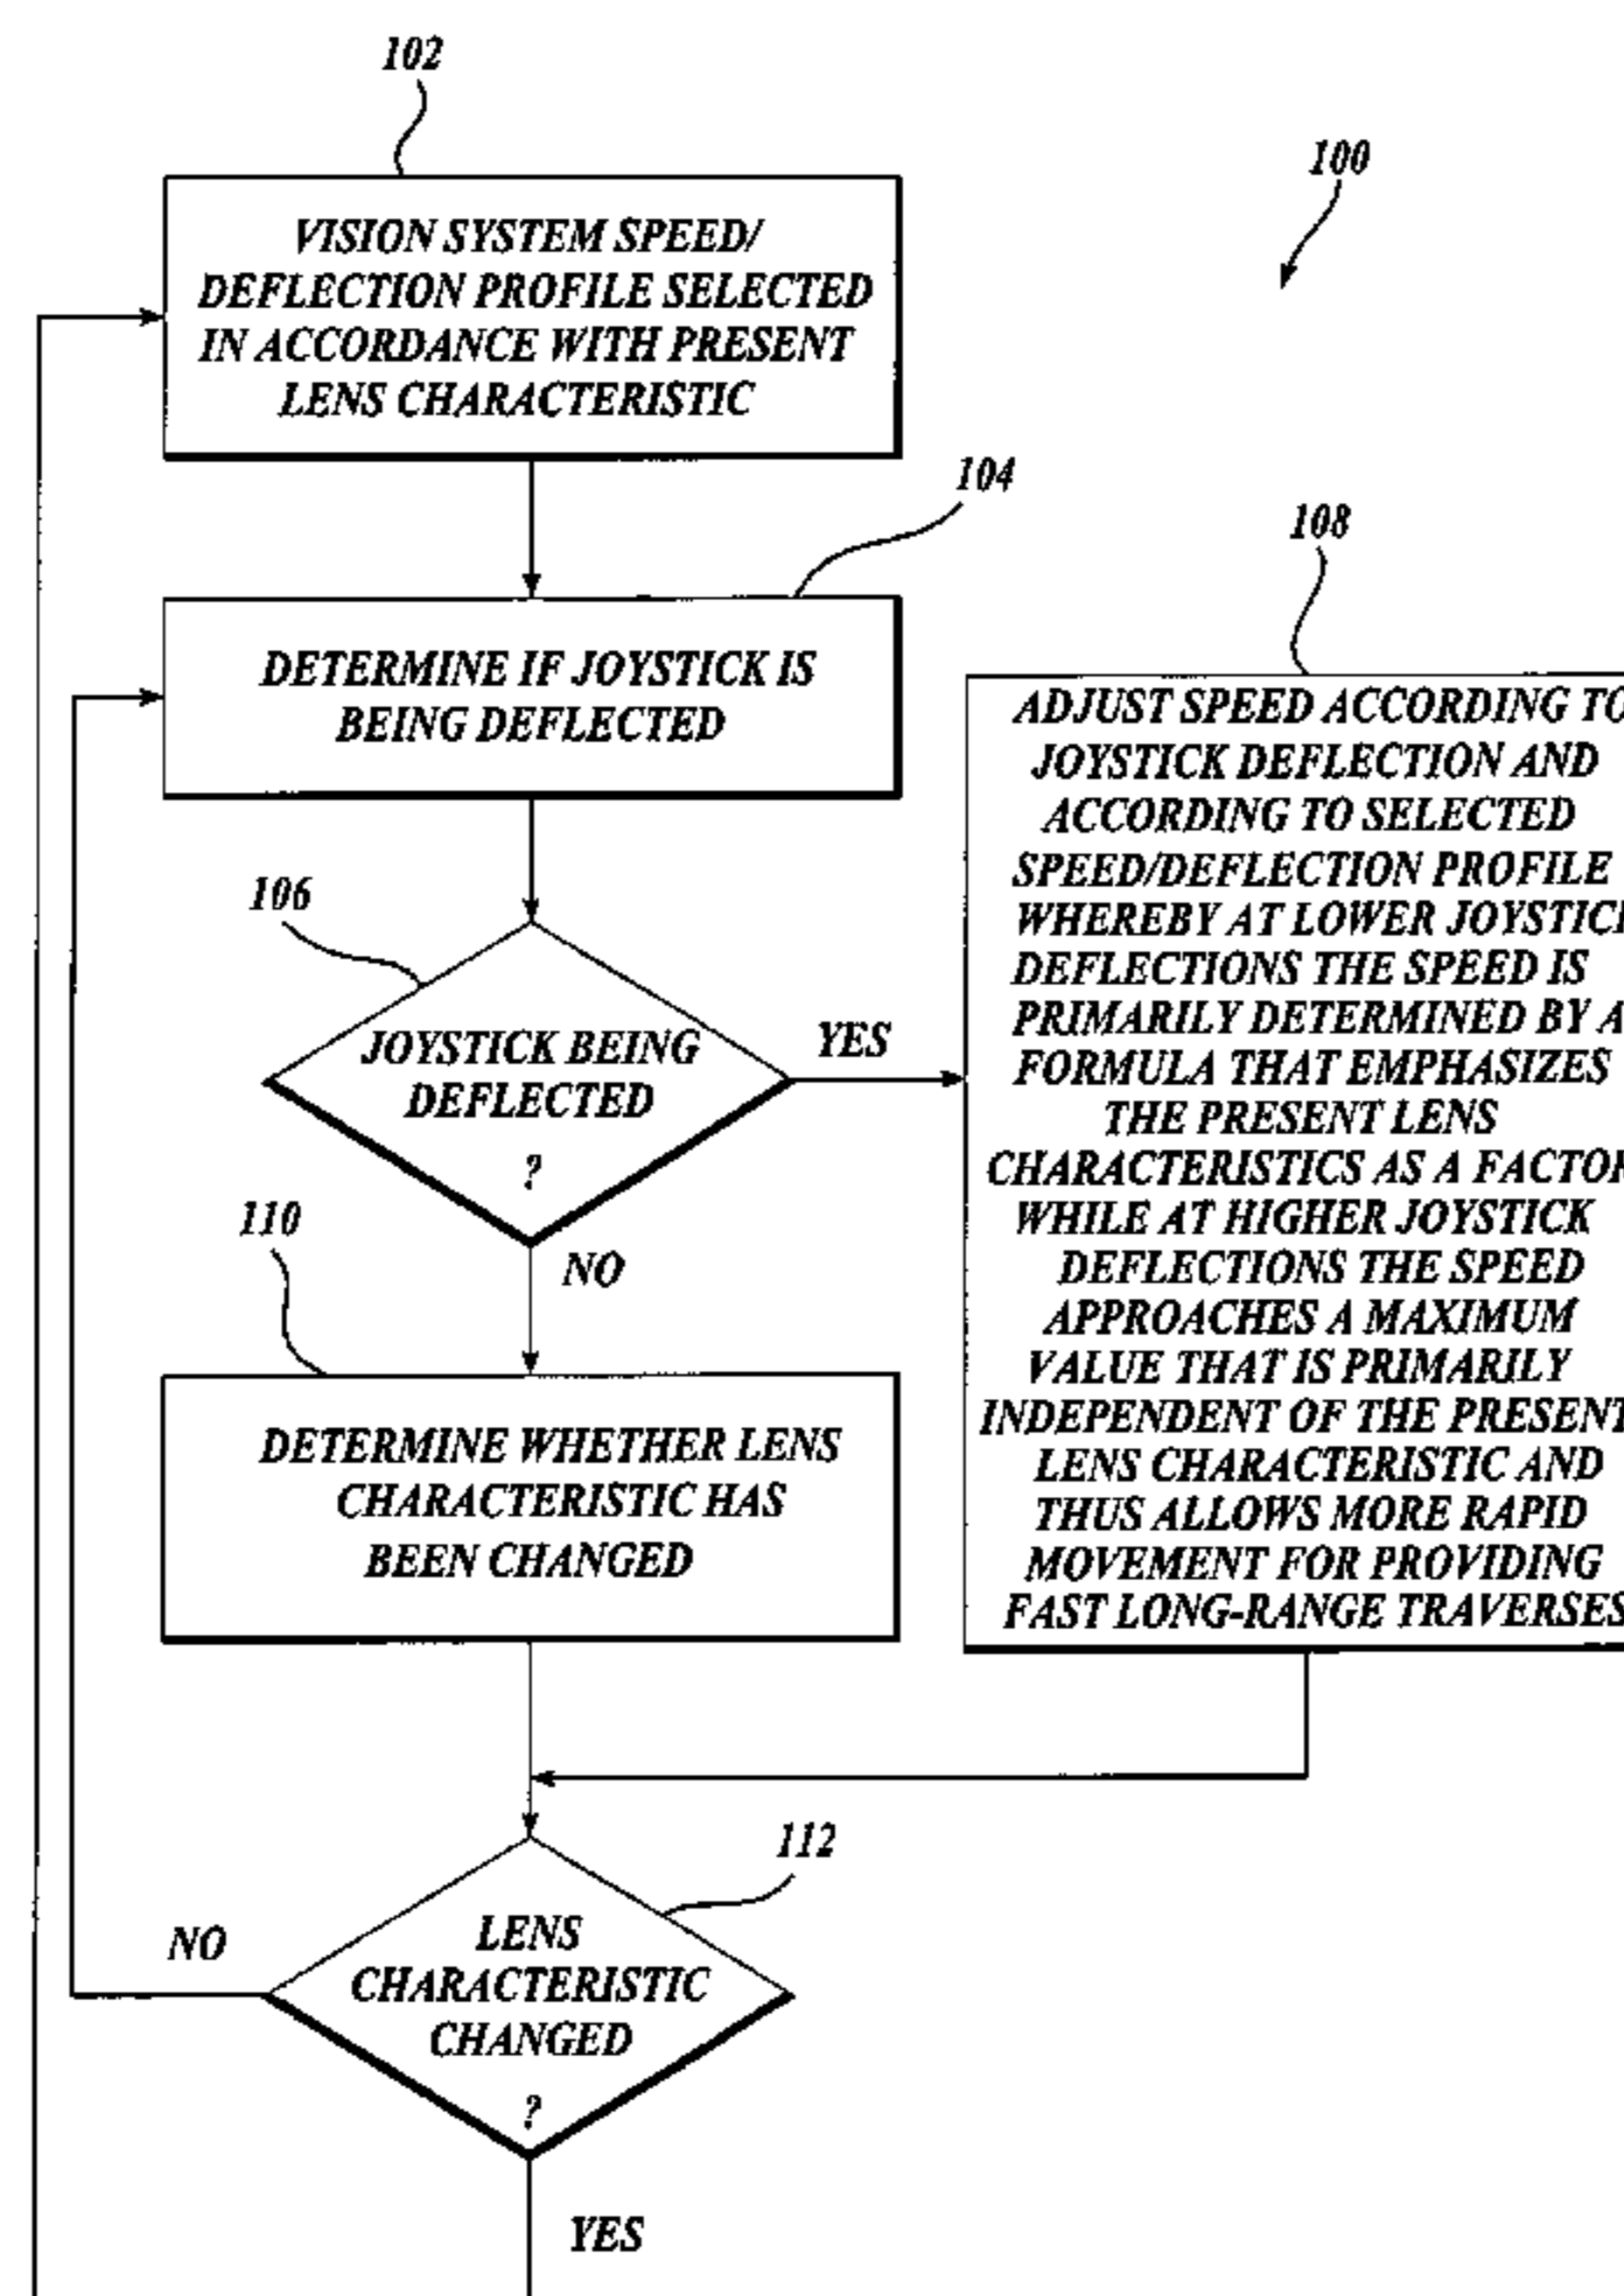 102
100
VISION SYSTEM SPEED/
DEFLECTION PROFILE SELECTED
IN ACCORDANCE WITH PRESENT
LENS CHARACTERISTIC
104
108
DETERMINE IF JOYSTICK IS
BEING DEFLECTED
106
JOYSTICK BEING
DEFLECTED
?
YES
NO
ADJUST SPEED ACCORDING TO
JOYSTICK DEFLECTION AND
ACCORDING TO SELECTED
SPEED/DEFLECTION PROFILE
WHEREBY AT LOWER JOYSTICK
DEFLECTIONS THE SPEED IS
PRIMARILY DETERMINED BY A
FORMULA THAT EMPHASIZES
THE PRESENT LENS
CHARACTERISTICS AS A FACTOR
WHILE AT HIGHER JOYSTICK
DEFLECTIONS THE SPEED
APPROACHES A MAXIMUM
VALUE THAT IS PRIMARILY
INDEPENDENT OF THE PRESENT
LENS CHARACTERISTIC AND
THUS ALLOWS MORE RAPID
MOVEMENT FOR PROVIDING
FAST LONG-RANGE TRAVERSES
110
DETERMINE WHETHER LENS
CHARACTERISTIC HAS
BEEN CHANGED
112
NO
LENS
CHARACTERISTIC
CHANGED
?
YES